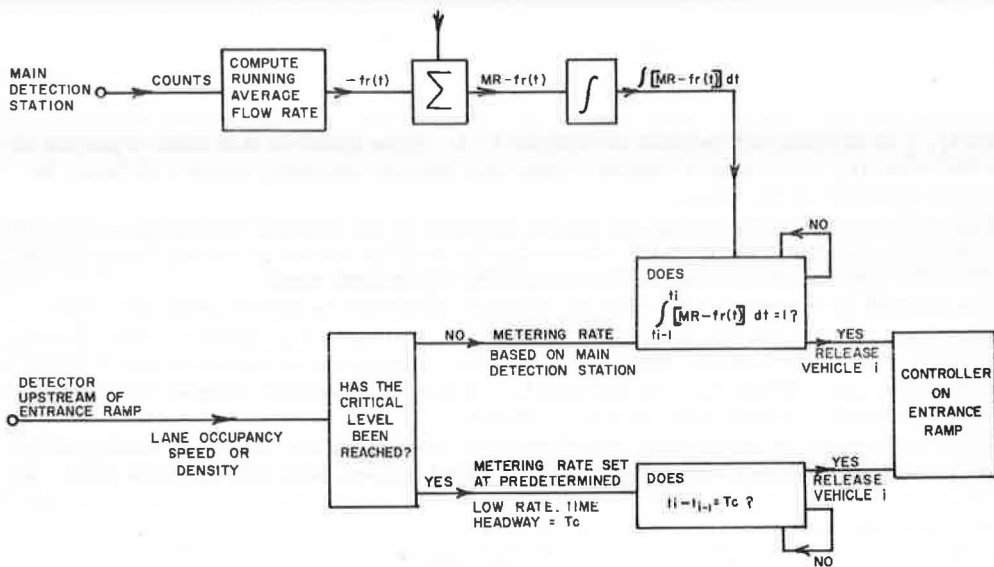 MAIN
DETECTION
STATION
COUNTS
COMPUTE
RUNNING
AVERAGE
FLOW RATE
-fr(t)
∑
MR-fr(t)
∫
∫[MR-fr(t)] dt
NO
DOES
∫ti ti-1 [MR-fr(t)] dt = 1 ?
NO
METERING RATE
BASED ON MAIN
DETECTION STATION
YES
RELEASE
VEHICLE i
CONTROLLER
ON
ENTRANCE
RAMP
DETECTOR
UPSTREAM OF
ENTRANCE RAMP
LANE OCCUPANCY
SPEED OR
DENSITY
HAS THE
CRITICAL
LEVEL
BEEN
REACHED?
YES
METERING RATE SET
AT PREDETERMINED
LOW RATE. TIME
HEADWAY = Tc
DOES
ti-ti-1 = Tc ?
YES
RELEASE
VEHICLE i
NO